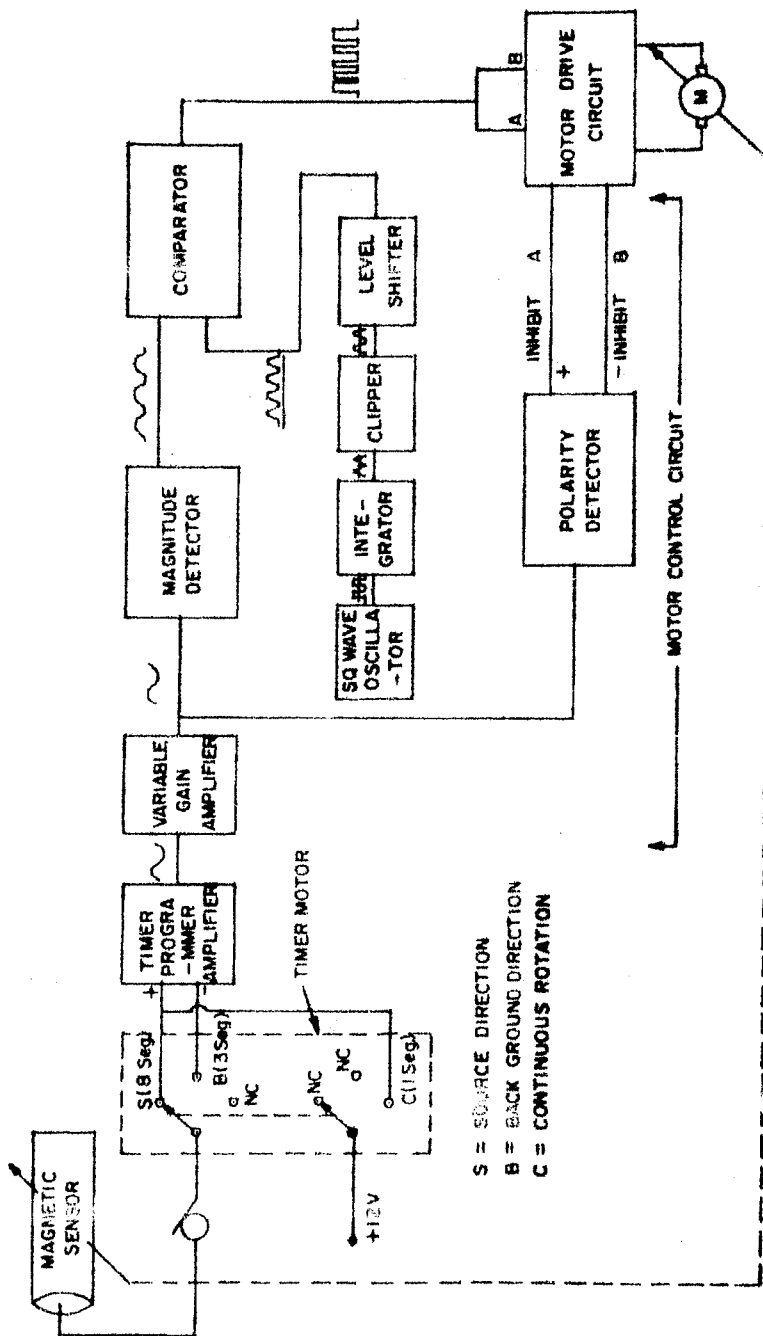 MAGNETIC
SENSOR
S(8 Seg)
B(3Seg)
NC
NC
NC
C(1 Seg)
+12V
TIMER MOTOR
+
-
TIMER
PROGRA
-MMER
AMPLIFIER
VARIABLE
GAIN
AMPLIFIER
MAGNITUDE
DETECTOR
COMPARATOR
SQ WAVE
OSCILLA
-TOR
INTE-
GRATOR
CLIPPER
LEVEL
SHIFTER
POLARITY
DETECTOR
INHIBIT A
+
-INHIBIT B
A B
MOTOR DRIVE
CIRCUIT
M
MOTOR CONTROL CIRCUIT
S = SOURCE DIRECTION
B = BACK GROUND DIRECTION
C = CONTINUOUS ROTATION